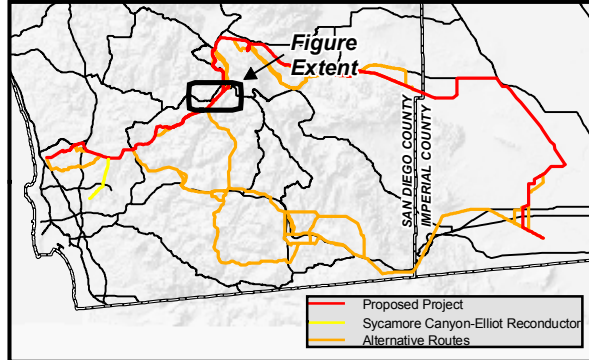 Figure
Extent
SAN DIEGO COUNTY
IMPERIAL COUNTY
Proposed Project
Sycamore Canyon-Elliot Reconductor
Alternative Routes